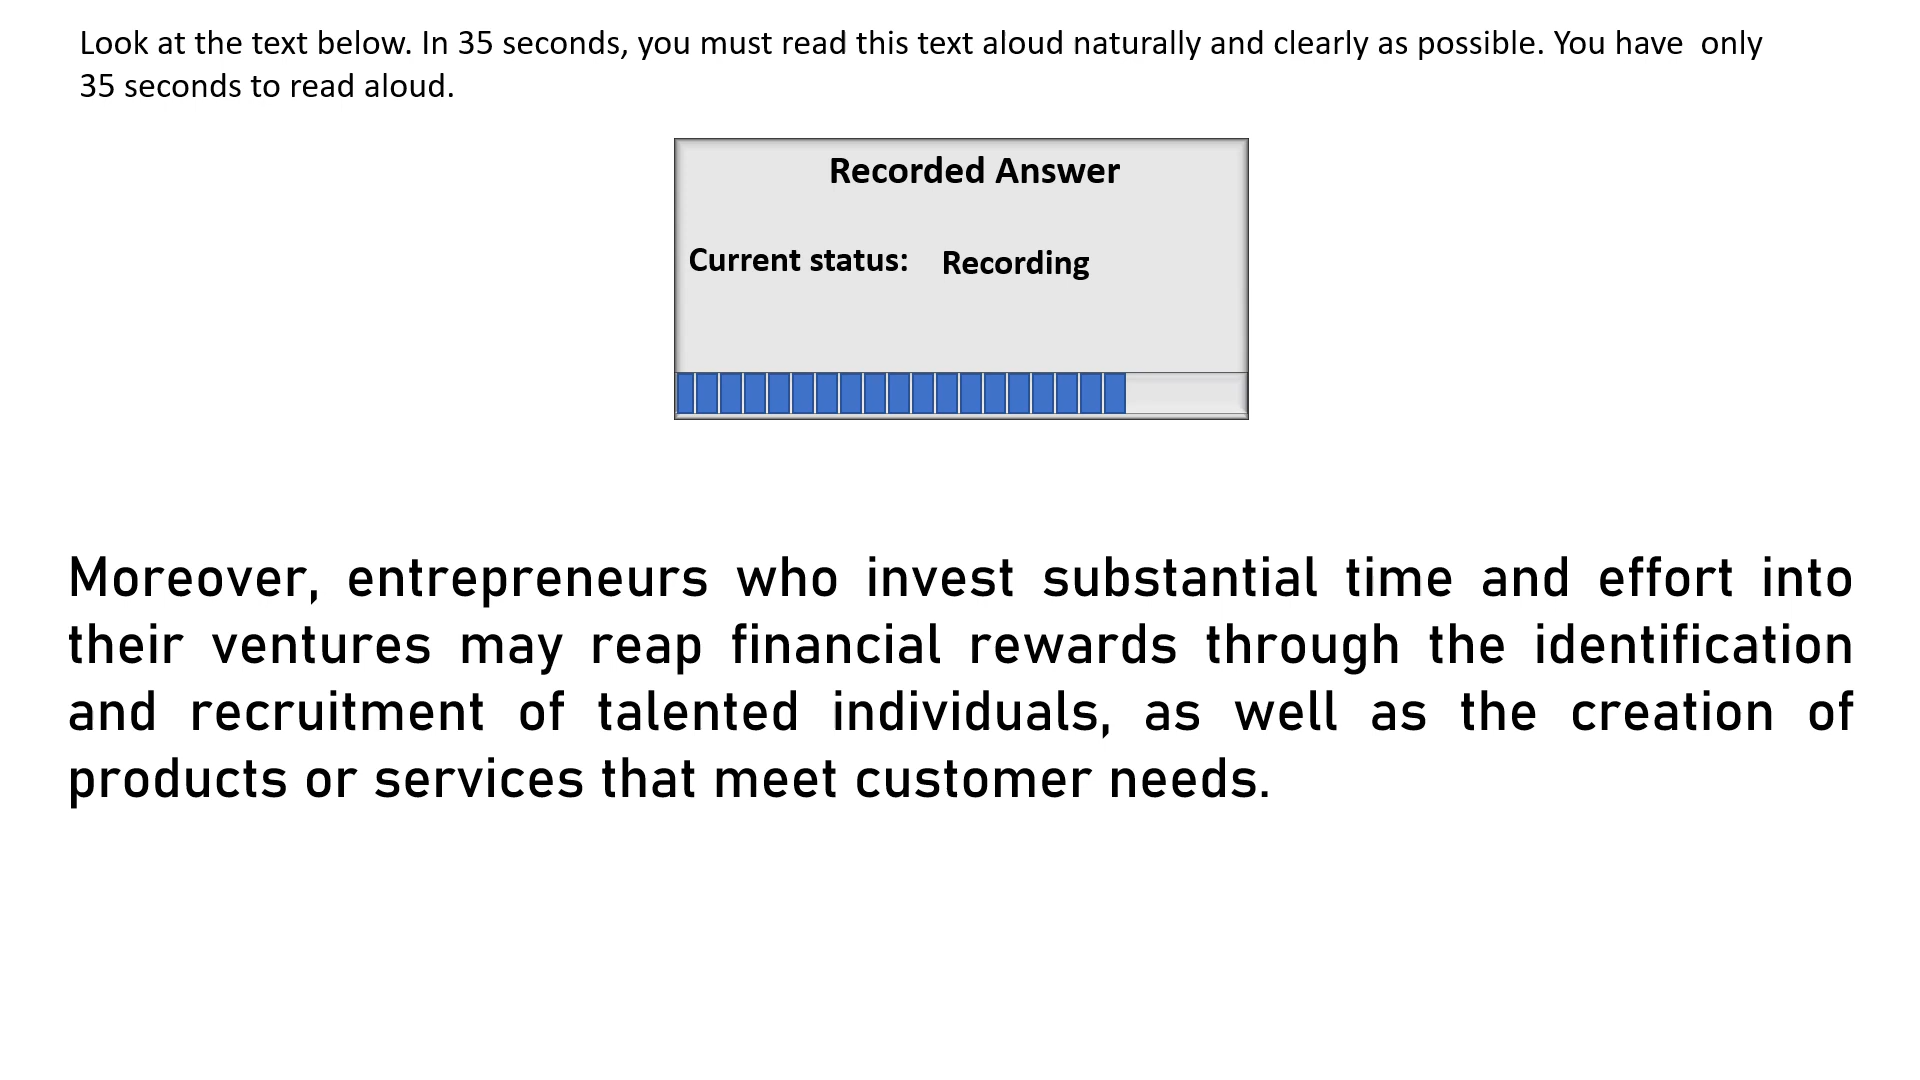 Look at the text below. In 35 seconds, you must read this text aloud naturally and clearly as possible. You have  only
35 seconds to read aloud.
Recorded Answer
Current status: Recording
Moreover, entrepreneurs who invest substantial time and effort into
their ventures may reap financial rewards through the identification
and recruitment of talented individuals, as well as the creation of
products or services that meet customer needs.